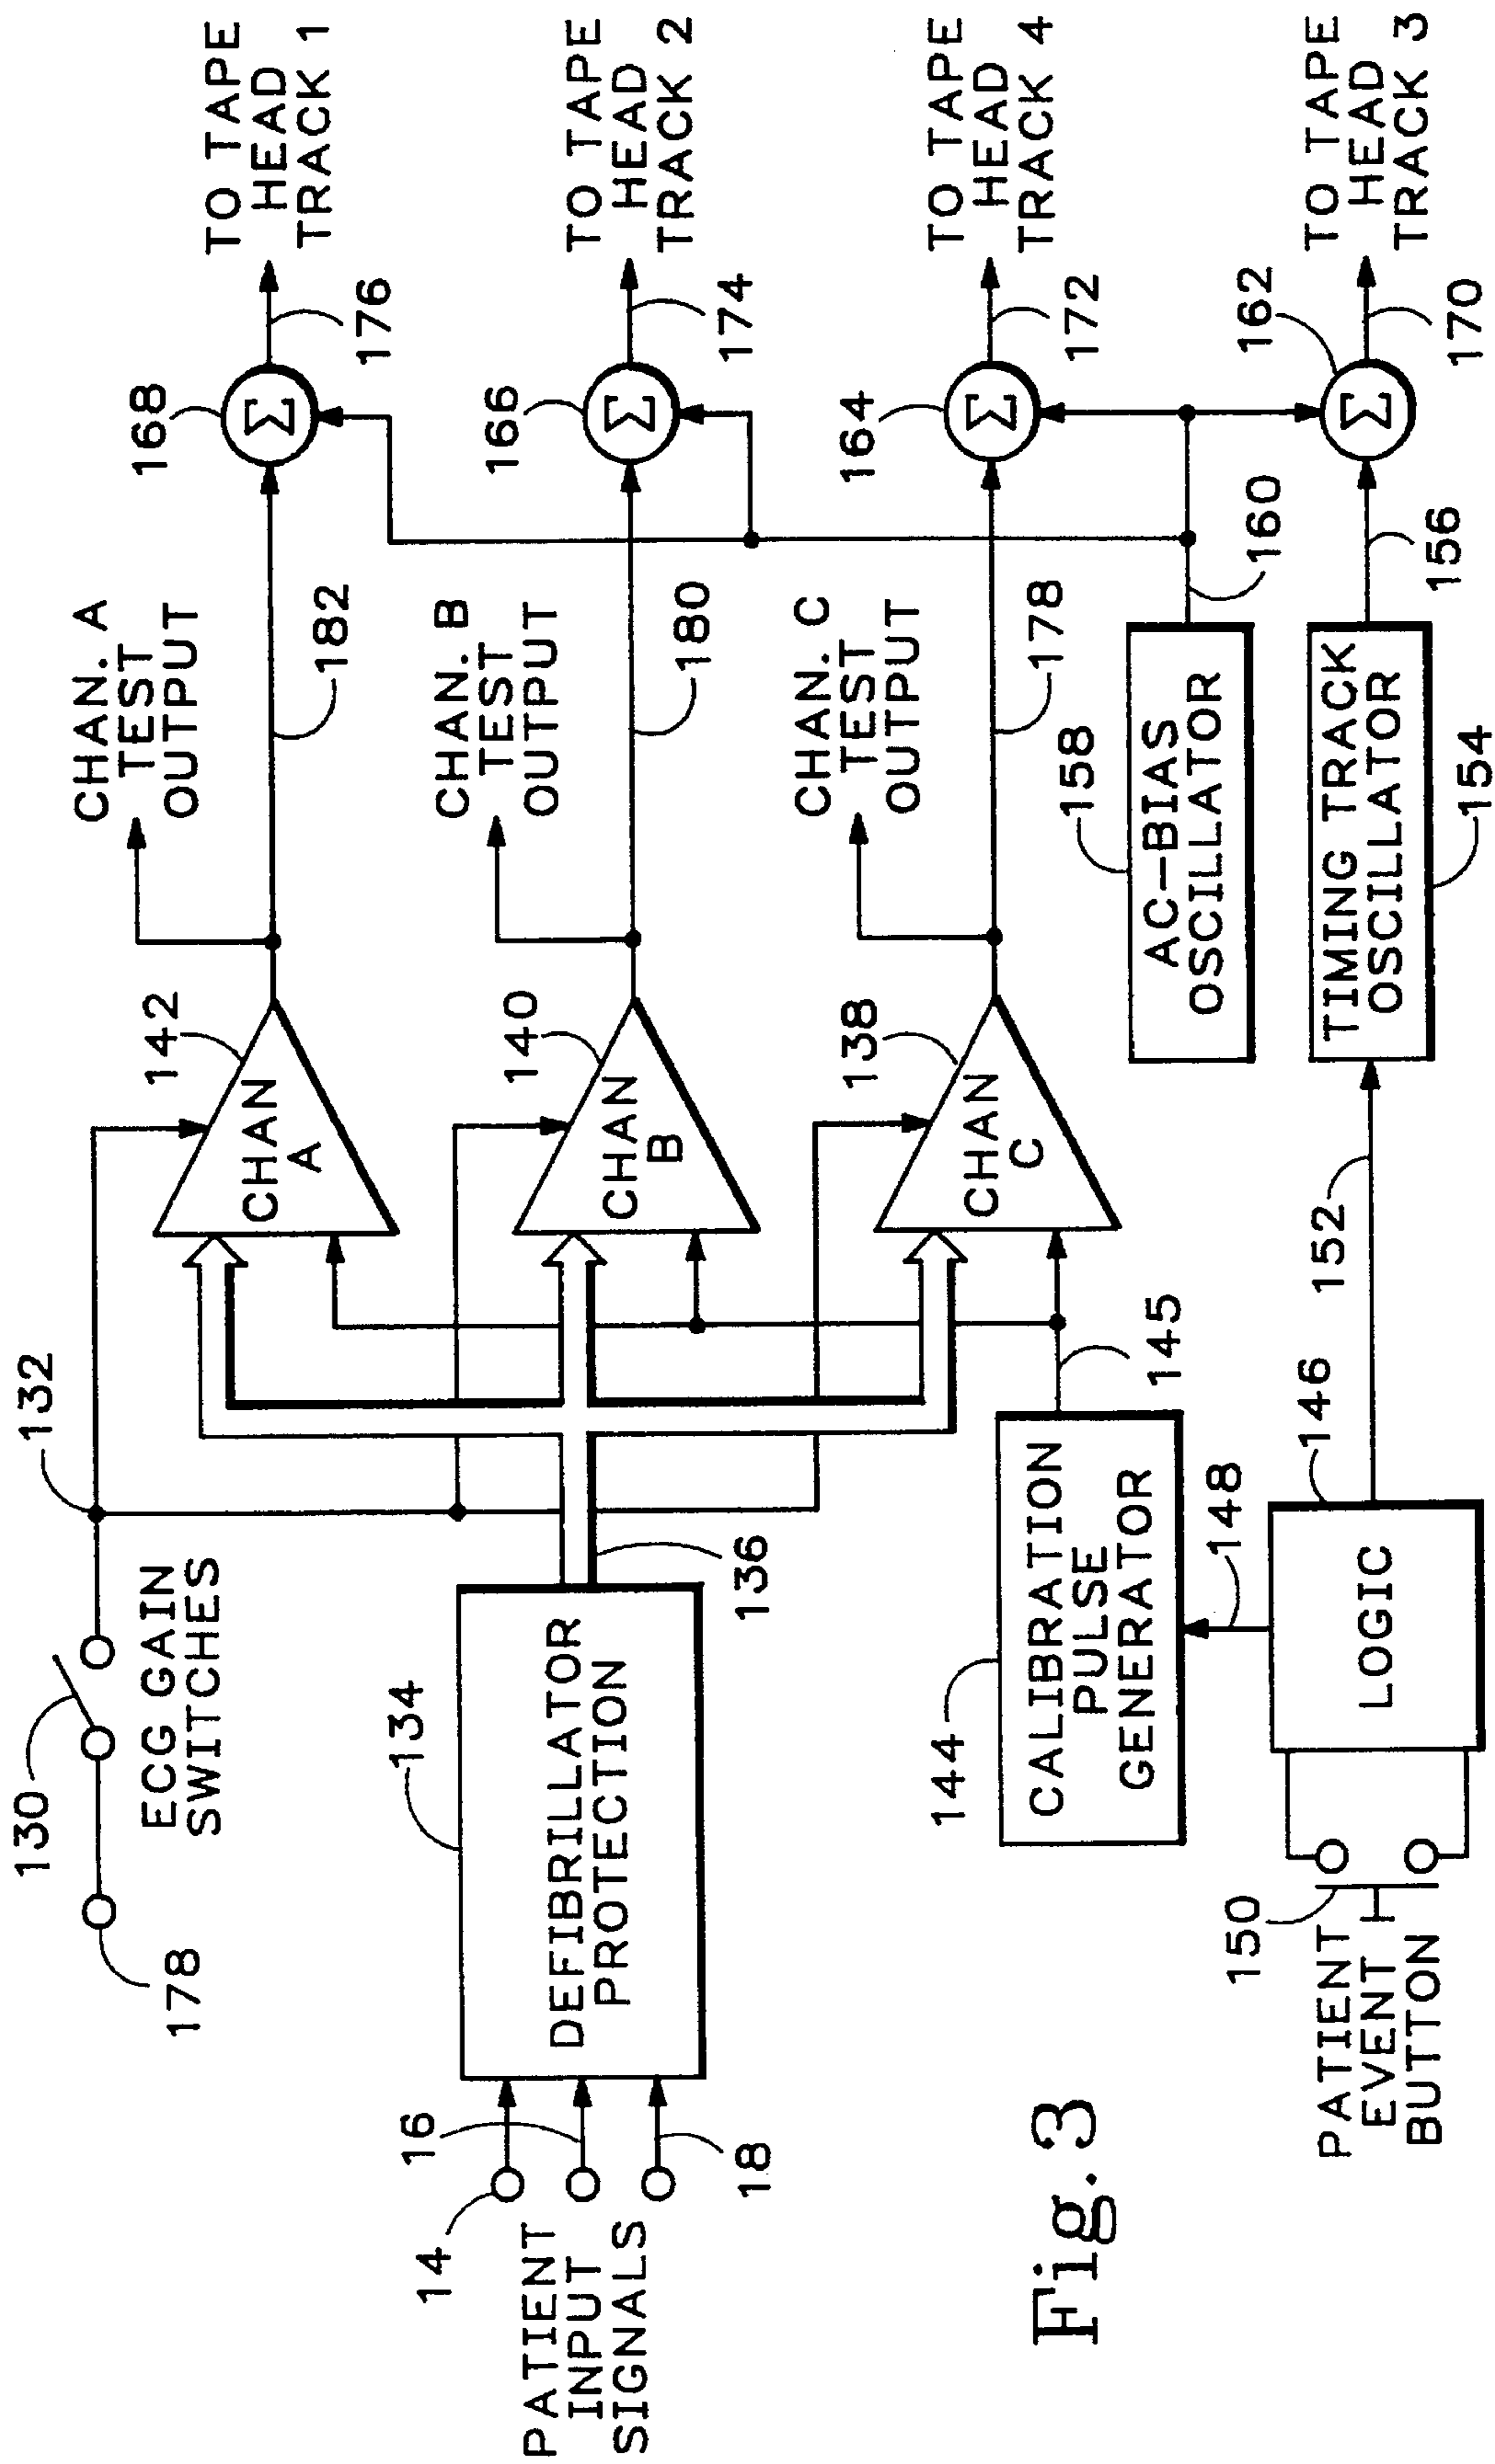 130
178
ECG GAIN
SWITCHES
132
PATIENT
INPUT
SIGNALS
14
16
18
134
DEFIBRILLATOR
PROTECTION
136
142
CHAN
A
CHAN. A
TEST
OUTPUT
182
168
Σ
176
TO TAPE
HEAD
TRACK 1
140
CHAN
B
CHAN. B
TEST
OUTPUT
180
166
Σ
174
TO TAPE
HEAD
TRACK 2
138
CHAN
C
CHAN. C
TEST
OUTPUT
178
164
Σ
172
TO TAPE
HEAD
TRACK 4
144
CALIBRATION
PULSE
GENERATOR
145
158
AC-BIAS
OSCILLATOR
160
PATIENT
EVENT
BUTTON
150
148
LOGIC
146
152
TIMING TRACK
OSCILLATOR
154
156
162
Σ
170
TO TAPE
HEAD
TRACK 3
Fig. 3